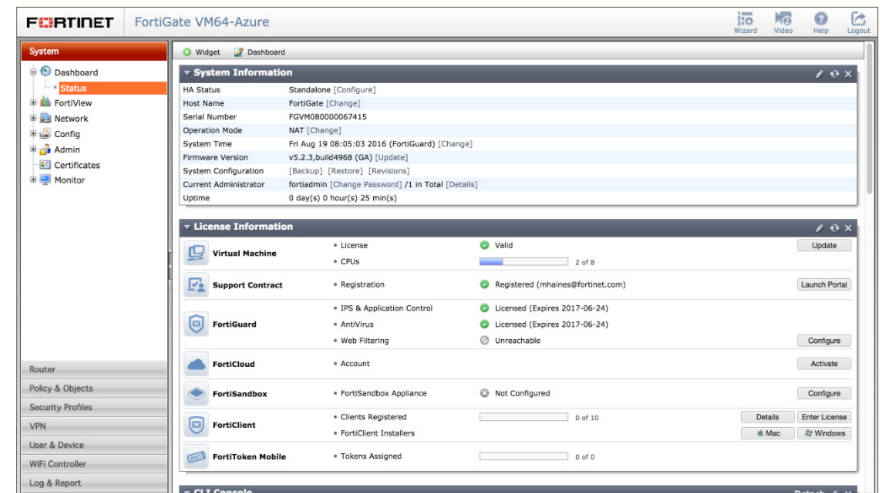 FORTINET
FortiGate VM64-Azure
Wizard
Video
Help
Logout
System
Dashboard
Status
FortiView
Network
Config
Admin
Certificates
Monitor
Router
Policy & Objects
Security Profiles
VPN
User & Device
WiFi Controller
Log & Report
Widget
Dashboard
System Information
HA Status Standalone [Configure]
Host Name FortiGate [Change]
Serial Number FGVM080000067415
Operation Mode NAT [Change]
System Time Fri Aug 19 08:05:03 2016 (FortiGuard) [Change]
Firmware Version v5.2.3,build4968 (GA) [Update]
System Configuration [Backup] [Restore] [Revisions]
Current Administrator fortiadmin [Change Password] /1 in Total [Details]
Uptime 0 day(s) 0 hour(s) 25 min(s)
License Information
Virtual Machine
License Valid Update
CPUs 2 of 8
Support Contract
Registration Registered (mhaines@fortinet.com) Launch Portal
FortiGuard
IPS & Application Control Licensed (Expires 2017-06-24)
AntiVirus Licensed (Expires 2017-06-24)
Web Filtering Unreachable Configure
FortiCloud Account Activate
FortiSandbox FortiSandbox Appliance Not Configured Configure
FortiClient
Clients Registered 0 of 10 Details Enter License
FortiClient Installers Mac Windows
FortiToken Mobile Tokens Assigned 0 of 0
CLI Console Detach